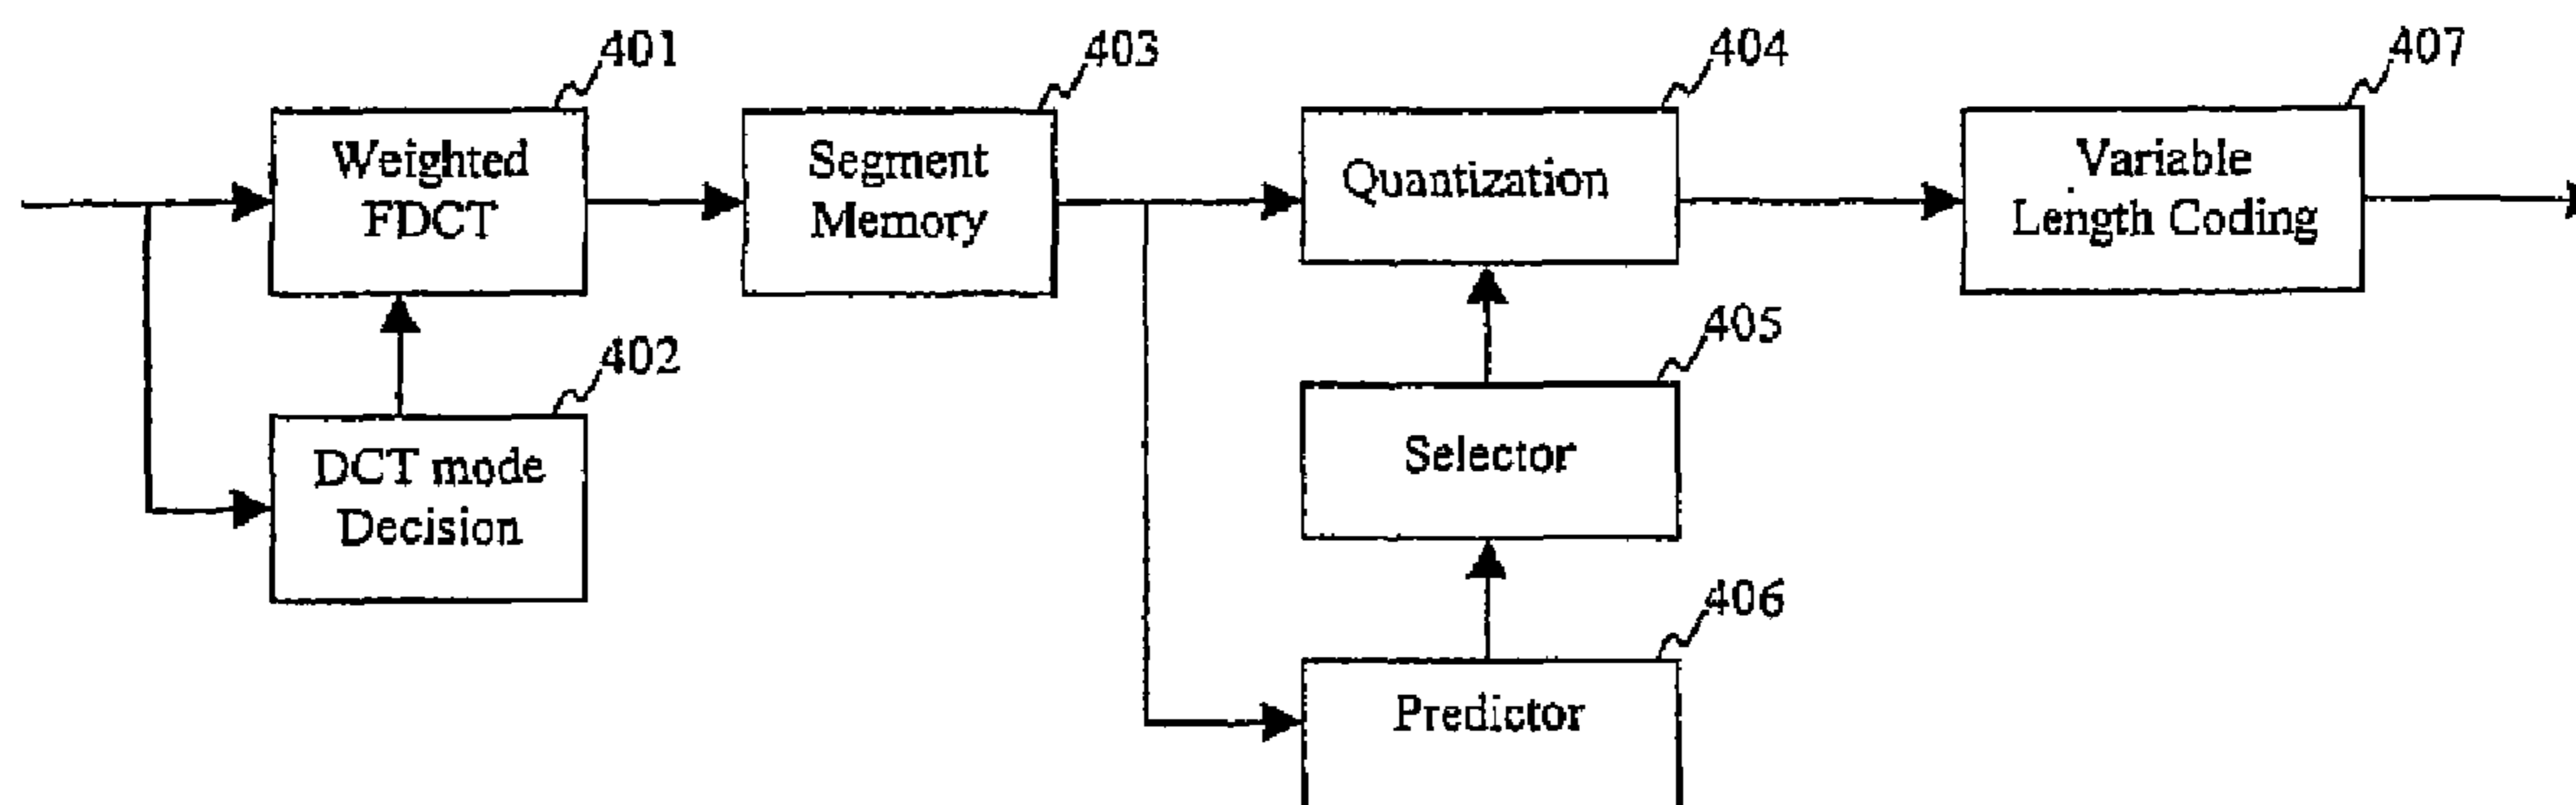 401
403
404
407
Weighted
FDCT
Segment
Memory
Quantization
Variable
Length Coding
402
405
DCT mode
Decision
Selector
406
Predictor